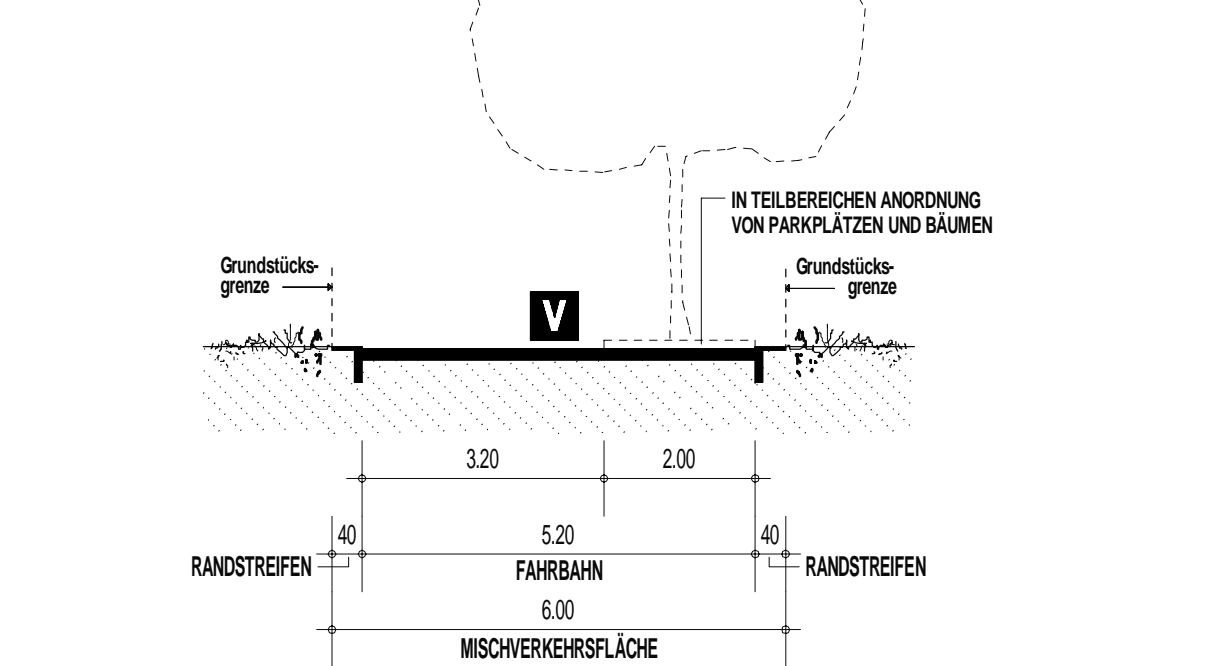 IN TEILBEREICHEN ANORDNUNG
VON PARKPLÄTZEN UND BÄUMEN
Grundstücks-
grenze
Grundstücks-
grenze
V
3.20 2.00
40 5.20 40
RANDSTREIFEN FAHRBAHN RANDSTREIFEN
6.00
MISCHVERKEHRSFLÄCHE